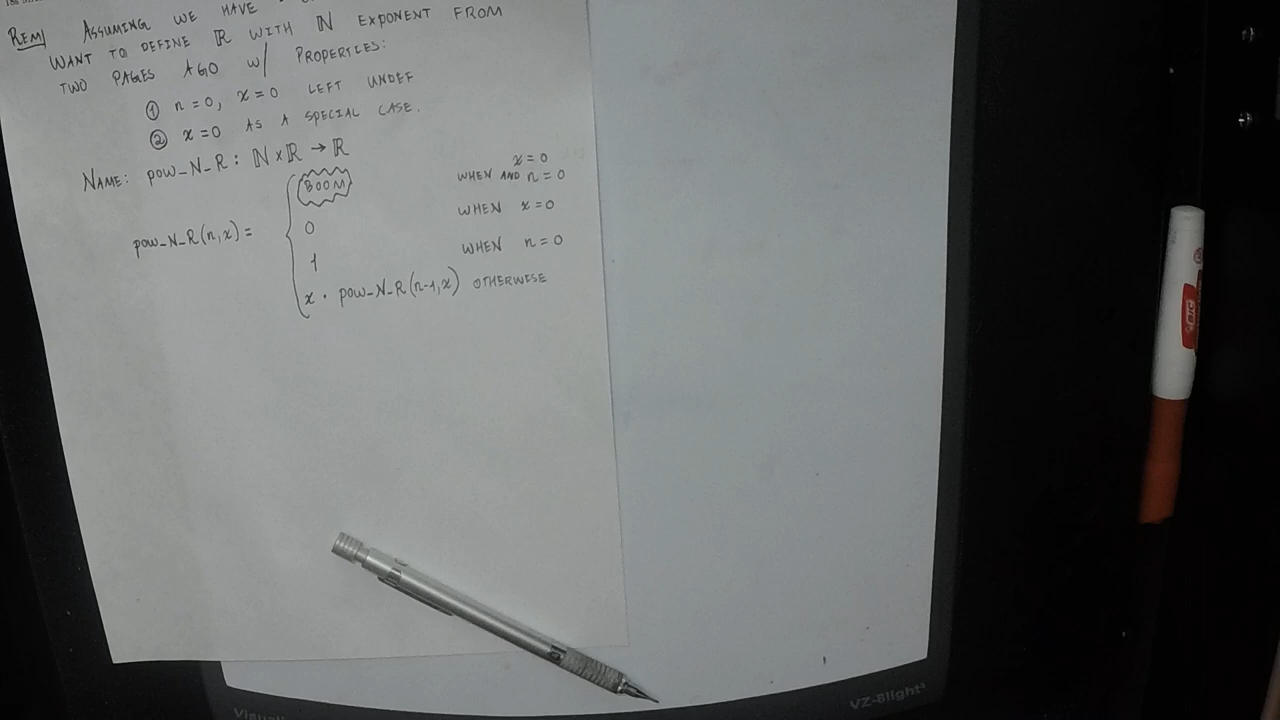 REM/ ASSUMING WE HAVE
WANT TO DEFINE ℝ WITH ℕ EXPONENT FROM
TWO PAGES AGO W/ PROPERTIES:
① n=0, x=0 LEFT UNDEF
② x=0 AS A SPECIAL CASE.
NAME: pow_N_R: ℕ×ℝ → ℝ
pow_N_R(n,x) =
BOOM WHEN x=0 AND n=0
0 WHEN x=0
1 WHEN n=0
x · pow_N_R(n-1,x) OTHERWISE
BIC
VZ-8light³